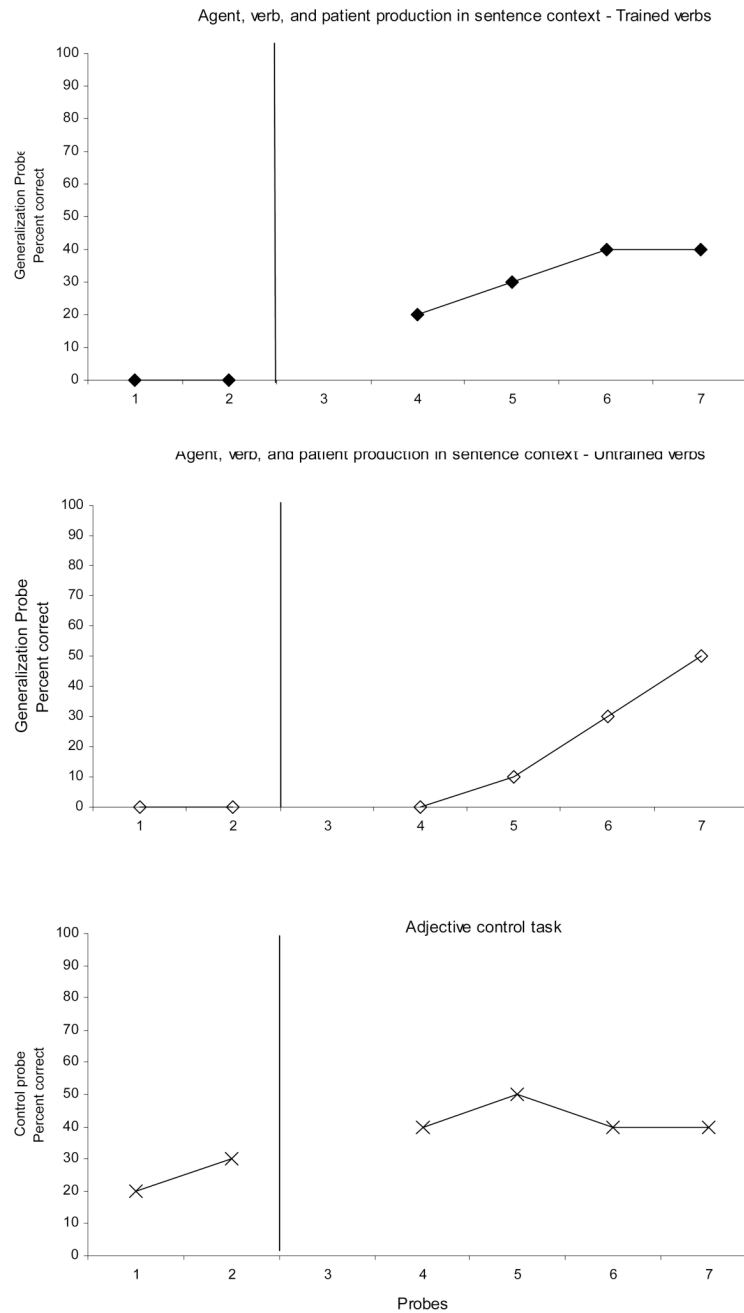 Agent, verb, and patient production in sentence context - Trained verbs
100
90
80
70
60
50
40
30
20
10
0
Generalization Probe
Percent correct
1 2 3 4 5 6 7
Agent, verb, and patient production in sentence context - Untrained verbs
100
90
80
70
60
50
40
30
20
10
0
Generalization Probe
Percent correct
1 2 3 4 5 6 7
Adjective control task
100
90
80
70
60
50
40
30
20
10
0
Control probe
Percent correct
1 2 3 4 5 6 7
Probes